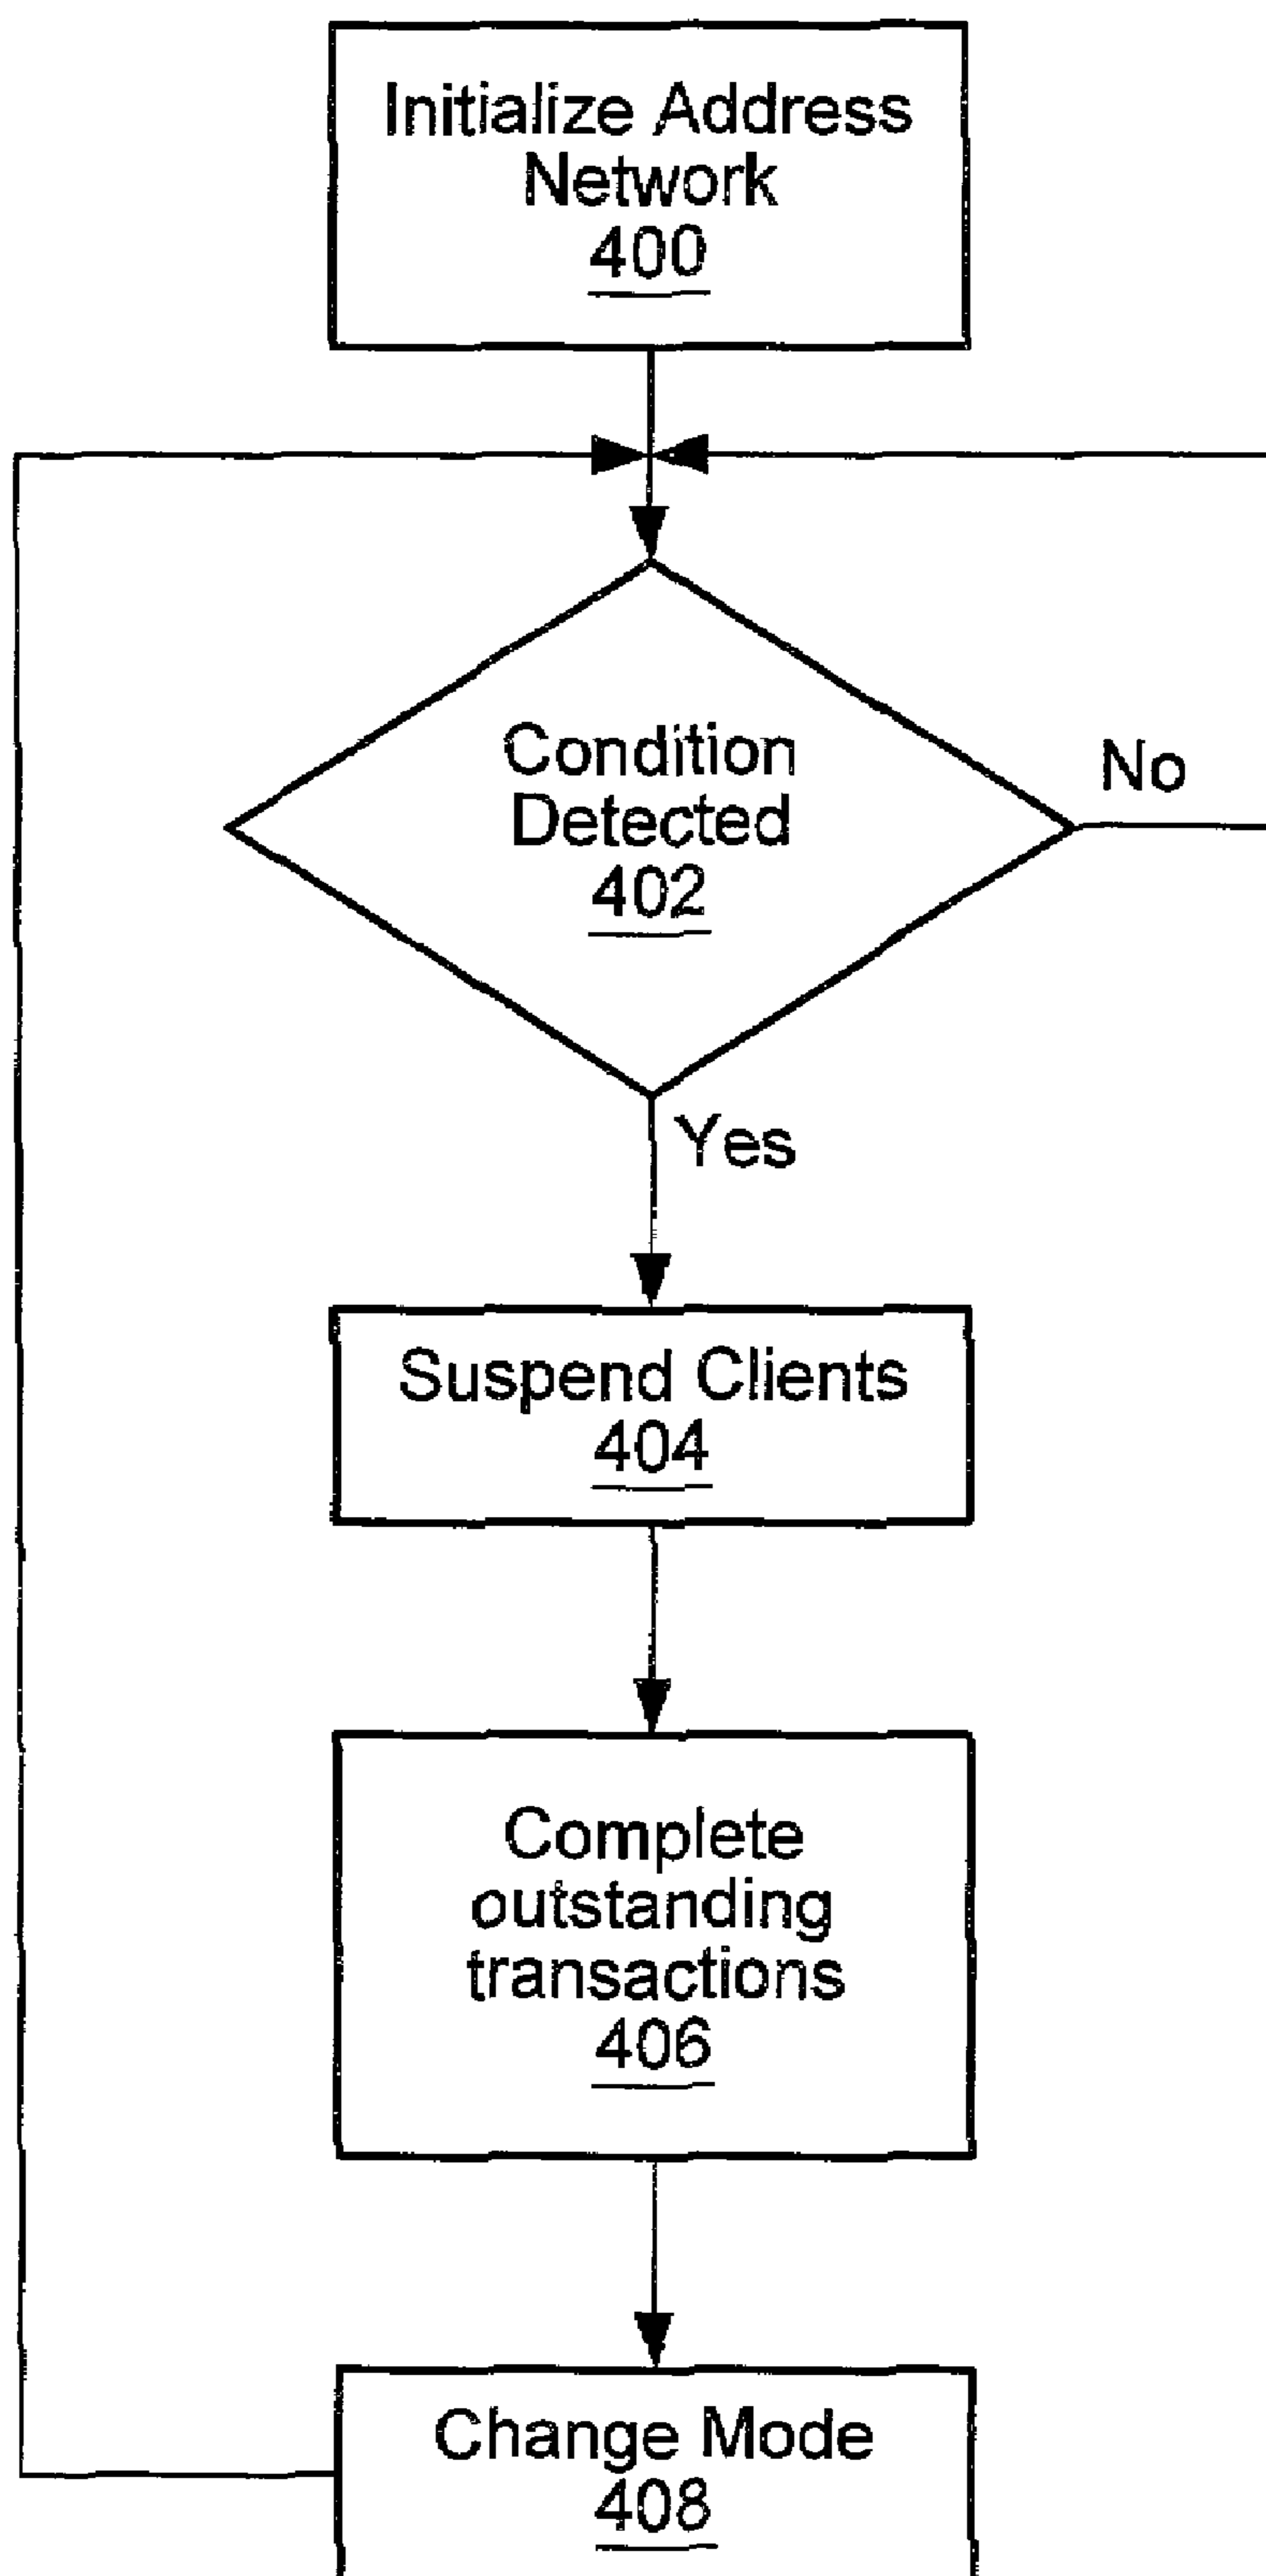 Initialize Address
Network
400
Condition
Detected
402
No
Yes
Suspend Clients
404
Complete
outstanding
transactions
406
Change Mode
408